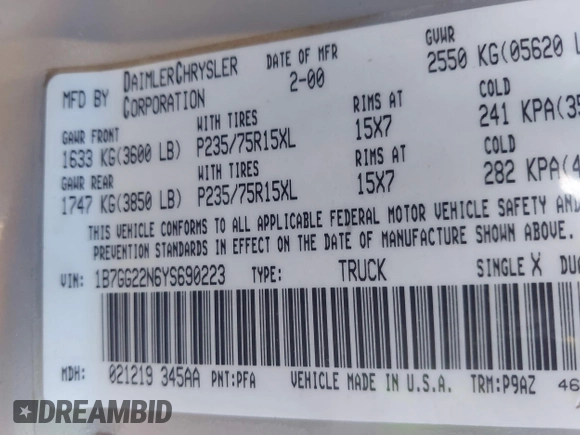 MFD BY DAIMLERCHRYSLER CORPORATION DATE OF MFR 2-00 GVWR 2550 KG(05620 L
GAWR FRONT WITH TIRES RIMS AT COLD
1633 KG(3600 LB) P235/75R15XL 15X7 241 KPA(35
GAWR REAR WITH TIRES RIMS AT COLD
1747 KG(3850 LB) P235/75R15XL 15X7 282 KPA(4
THIS VEHICLE CONFORMS TO ALL APPLICABLE FEDERAL MOTOR VEHICLE SAFETY AND
PREVENTION STANDARDS IN EFFECT ON THE DATE OF MANUFACTURE SHOWN ABOVE.
VIN: 1B7GG22N6YS690223 TYPE: TRUCK SINGLE X DU
MDH: 021219 345AA PNT:PFA VEHICLE MADE IN U.S.A. TRM:P9AZ 46
DREAMBID